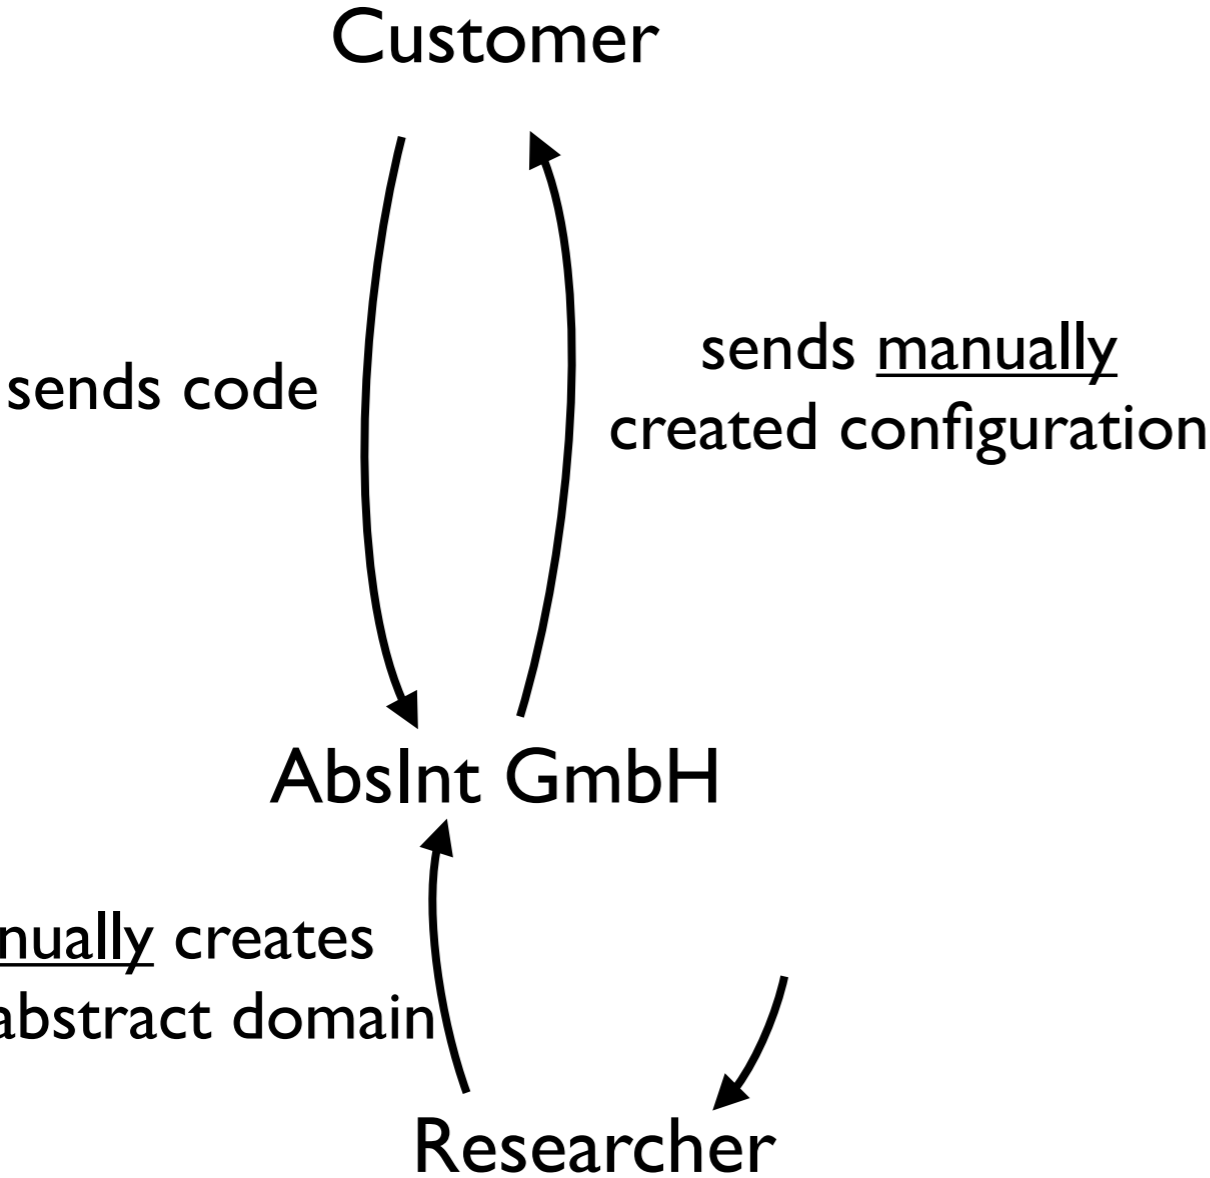 Customer
sends code
sends manually
created configuration
AbsInt GmbH
nually creates
abstract domain
Researcher